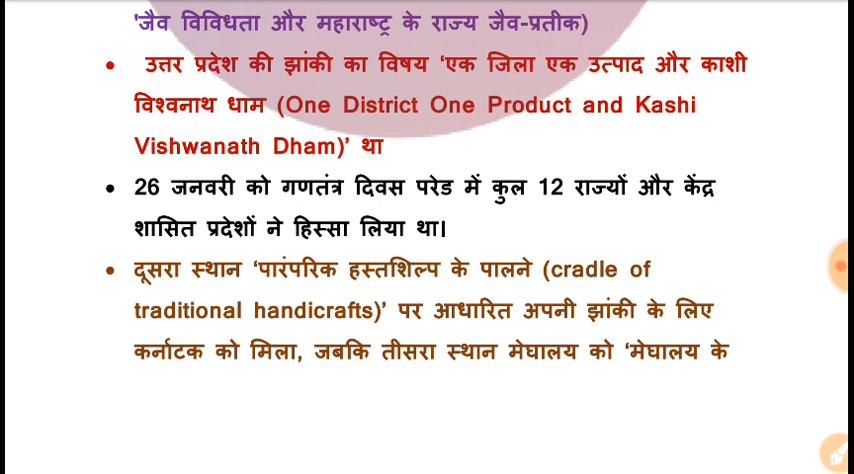 'जैव विविधता और महाराष्ट्र के राज्य जैव-प्रतीक)
• उत्तर प्रदेश की झांकी का विषय ‘एक जिला एक उत्पाद और काशी
विश्वनाथ धाम (One District One Product and Kashi
Vishwanath Dham)’ था
• 26 जनवरी को गणतंत्र दिवस परेड में कुल 12 राज्यों और केंद्र
शासित प्रदेशों ने हिस्सा लिया था।
• दूसरा स्थान ‘पारंपरिक हस्तशिल्प के पालने (cradle of
traditional handicrafts)’ पर आधारित अपनी झांकी के लिए
कर्नाटक को मिला, जबकि तीसरा स्थान मेघालय को ‘मेघालय के